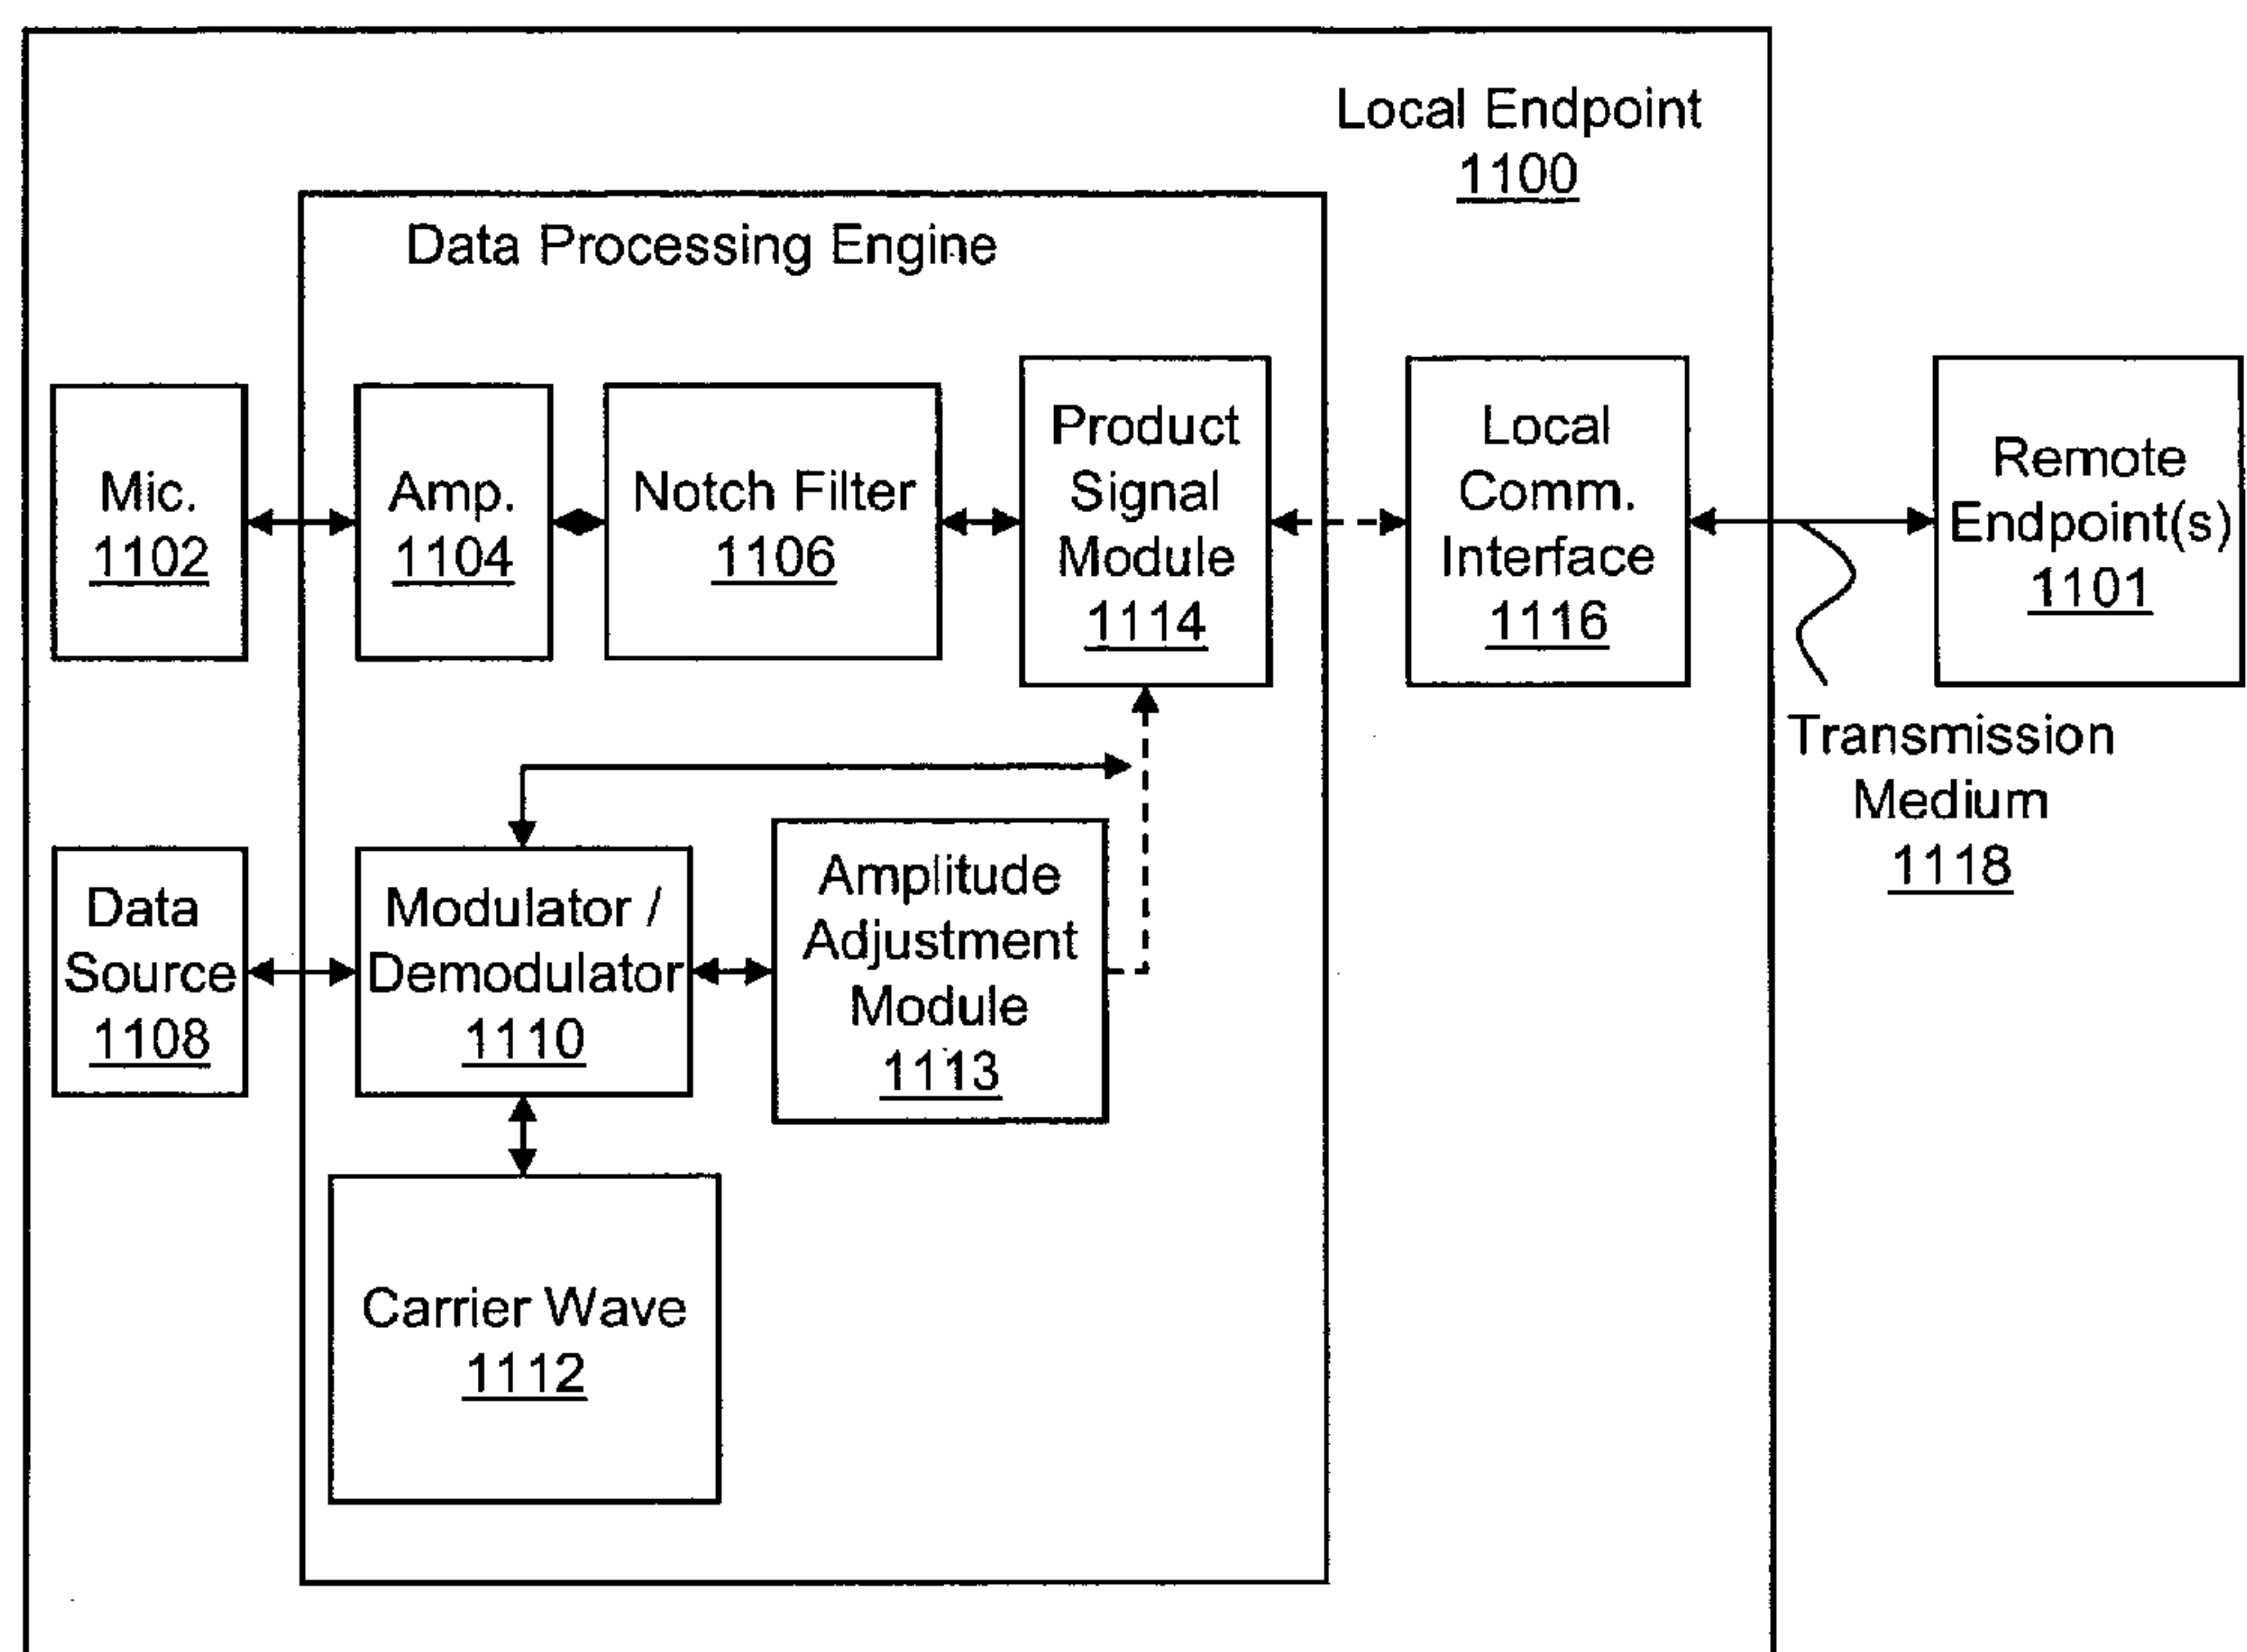 Local Endpoint
1100
Data Processing Engine
Mic.
1102
Amp.
1104
Notch Filter
1106
Product
Signal
Module
1114
Local
Comm.
Interface
1116
Remote
Endpoint(s)
1101
Transmission
Medium
1118
Data
Source
1108
Modulator /
Demodulator
1110
Amplitude
Adjustment
Module
1113
Carrier Wave
1112